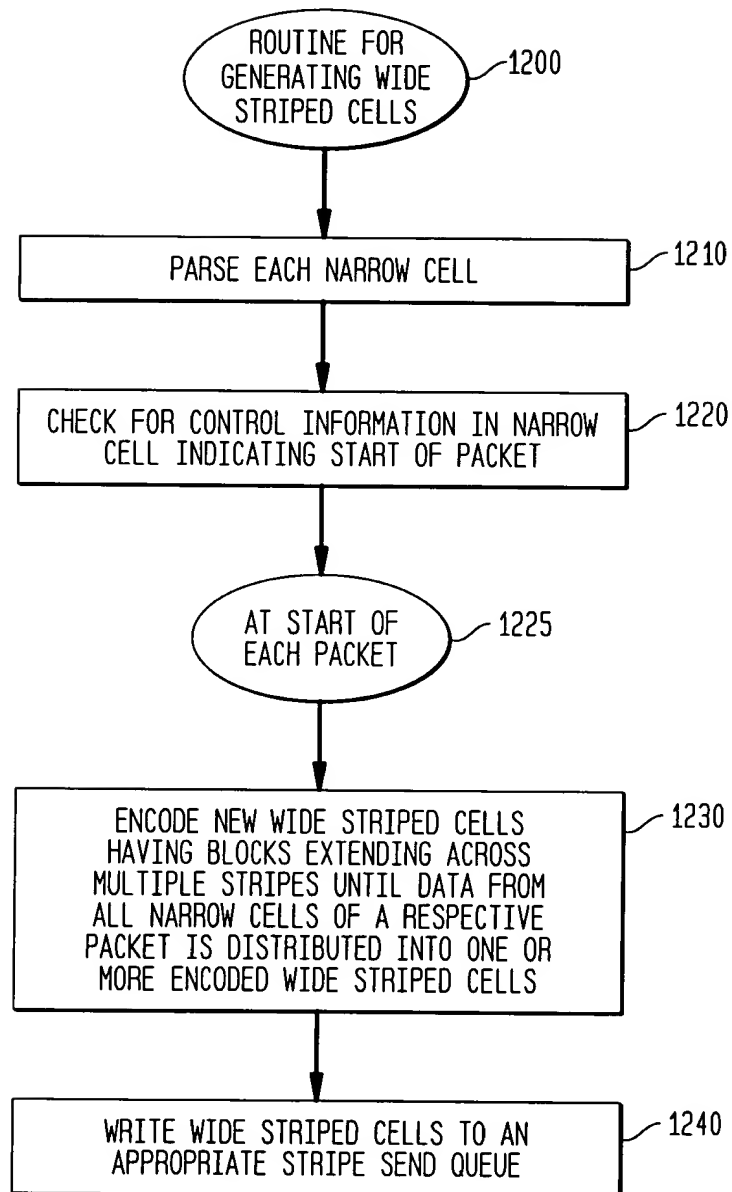 ROUTINE FOR
GENERATING WIDE
STRIPED CELLS
1200
PARSE EACH NARROW CELL
1210
CHECK FOR CONTROL INFORMATION IN NARROW
CELL INDICATING START OF PACKET
1220
AT START OF
EACH PACKET
1225
ENCODE NEW WIDE STRIPED CELLS
HAVING BLOCKS EXTENDING ACROSS
MULTIPLE STRIPES UNTIL DATA FROM
ALL NARROW CELLS OF A RESPECTIVE
PACKET IS DISTRIBUTED INTO ONE OR
MORE ENCODED WIDE STRIPED CELLS
1230
WRITE WIDE STRIPED CELLS TO AN
APPROPRIATE STRIPE SEND QUEUE
1240